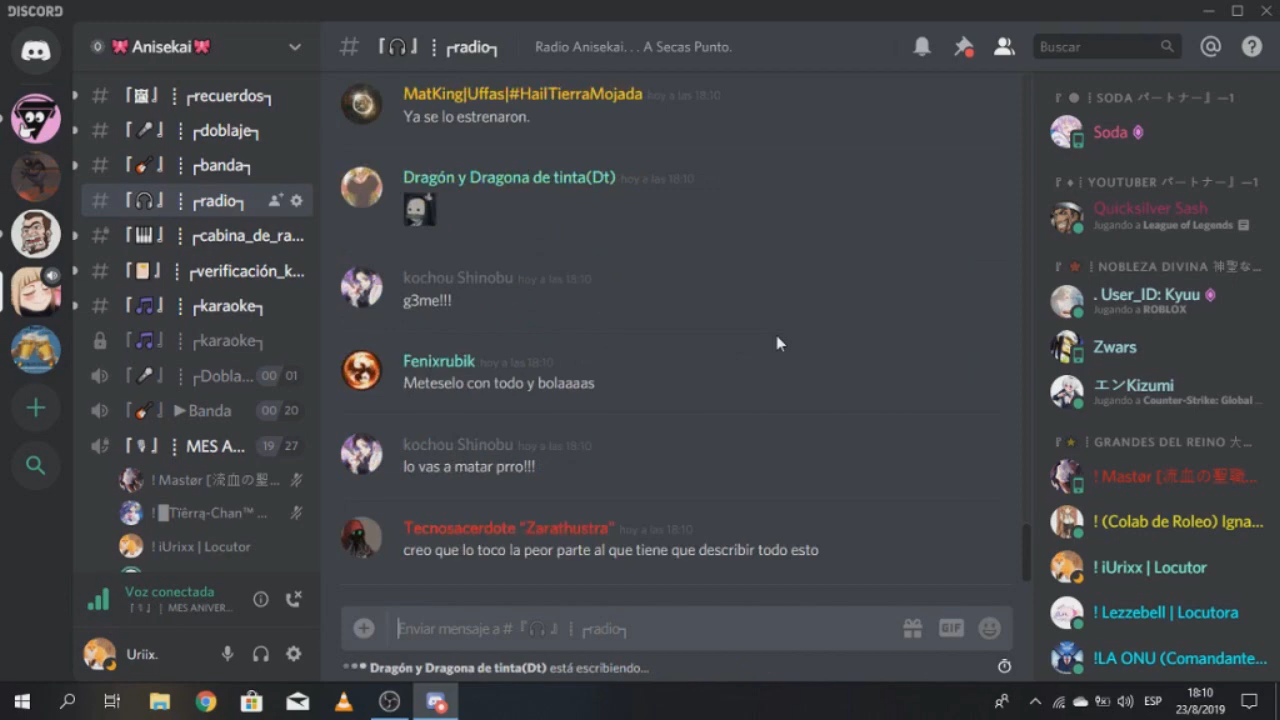 DISCORD
🎀 Anisekai🎀
# 『🎧』 ┋ ┌radio┐
Radio Anisekai. . . A Secas Punto.
Buscar
# ┋ ┌recuerdos┐
# 『🎤』 ┋ ┌doblaje┐
# 『🎸』 ┋ ┌banda┐
# 『🎧』 ┋ ┌radio┐
# 『🎹』 ┋ ┌cabina_de_ra...
# 『📔』 ┋ ┌verificación_k...
# 『🎵』 ┋ ┌karaoke┐
『🎵』 ┋ ┌karaoke┐
『🎤』 ┋ ┌Dobla... 00 01
『🎸』 ▶Banda 00 20
『🎙』 ┋ MES A... 19 27
! Mastør [流血の聖...
-Chan™ ...
! iUrixx | Locutor
Voz conectada
『🎙』 ┋ MES ANIVER...
Uriix.
MatKing|Uffas|#HailTierraMojada hoy a las 18:10
Ya se lo estrenaron.
Dragón y Dragona de tinta(Dt) hoy a las 18:10
kochou Shinobu hoy a las 18:10
g3me!!!
Fenixrubik hoy a las 18:10
Meteselo con todo y bolaaaas
kochou Shinobu hoy a las 18:10
lo vas a matar prro!!!
Tecnosacerdote "Zarathustra" hoy a las 18:10
creo que lo toco la peor parte al que tiene que describir todo esto
Enviar mensaje a # 『🎧』 ┋ ┌radio┐
GIF
Dragón y Dragona de tinta(Dt) está escribiendo...
『 ● ┋ SODA パートナー』—1
Soda
『 ♦ ┋ YOUTUBER パートナー』—1
Quicksilver Sash
Jugando a League of Legends
『 ★ ┋ NOBLEZA DIVINA 神聖な...
. User_ID: Kyuu
Jugando a ROBLOX
Zwars
エンKizumi
Jugando a Counter-Strike: Global ...
『 ★ ┋ GRANDES DEL REINO 大...
! Mastør [流血の聖職...
! (Colab de Roleo) Igna...
! iUrixx | Locutor
! Lezzebell | Locutora
!LA ONU (Comandante...
ESP
18:10
23/8/2019